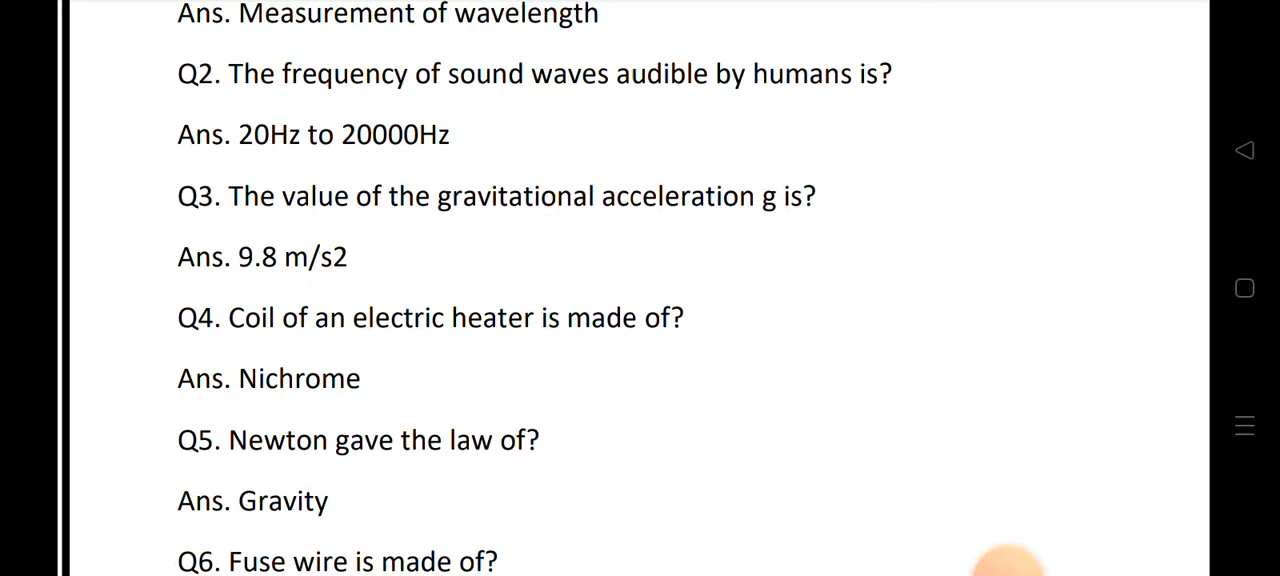 Ans. Measurement of wavelength
Q2. The frequency of sound waves audible by humans is?
Ans. 20Hz to 20000Hz
Q3. The value of the gravitational acceleration g is?
Ans. 9.8 m/s2
Q4. Coil of an electric heater is made of?
Ans. Nichrome
Q5. Newton gave the law of?
Ans. Gravity
Q6. Fuse wire is made of?